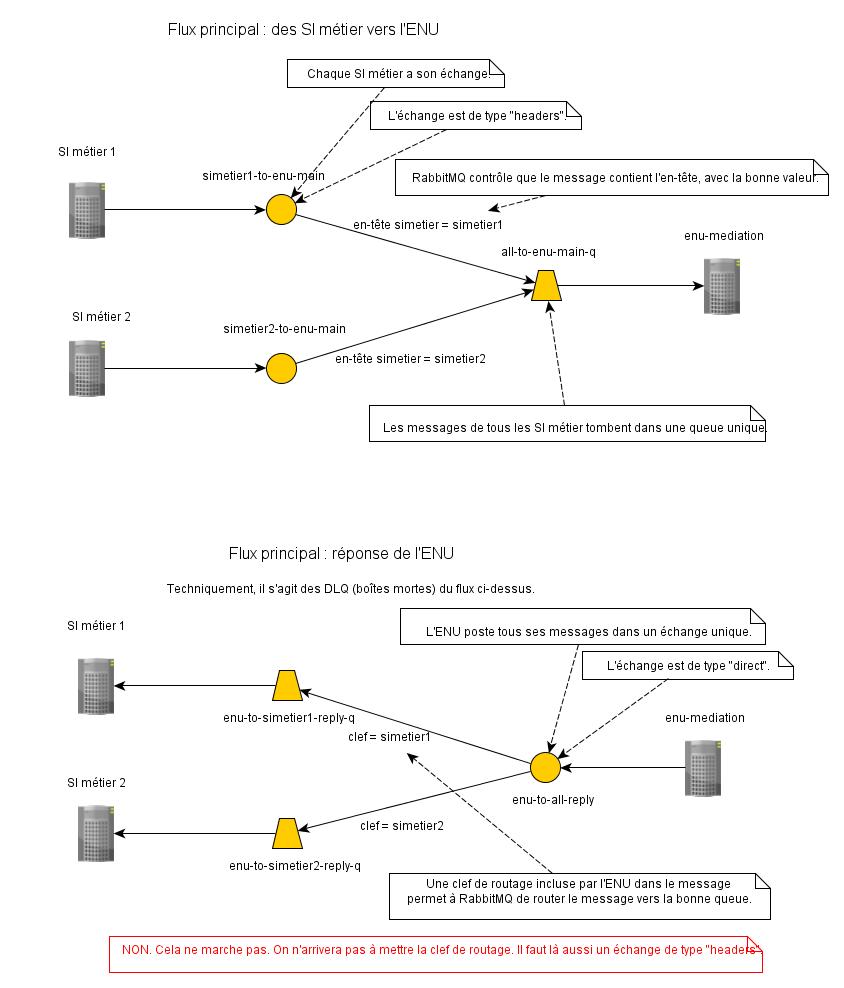 Flux principal : des SI métier vers l'ENU
Chaque SI métier a son échange.
L'échange est de type "headers".
SI métier 1
simetier1-to-enu-main
RabbitMQ contrôle que le message contient l'en-tête, avec la bonne valeur.
en-tête simetier = simetier1
enu-mediation
all-to-enu-main-q
SI métier 2
simetier2-to-enu-main
en-tête simetier = simetier2
Les messages de tous les SI métier tombent dans une queue unique.
Flux principal : réponse de l'ENU
Techniquement, il s'agit des DLQ (boîtes mortes) du flux ci-dessus.
SI métier 1
L'ENU poste tous ses messages dans un échange unique.
L'échange est de type "direct".
enu-to-simetier1-reply-q
enu-mediation
clef = simetier1
SI métier 2
enu-to-all-reply
clef = simetier2
enu-to-simetier2-reply-q
Une clef de routage incluse par l'ENU dans le message
permet à RabbitMQ de router le message vers la bonne queue.
NON. Cela ne marche pas. On n'arrivera pas à mettre la clef de routage. Il faut là aussi un échange de type "headers".